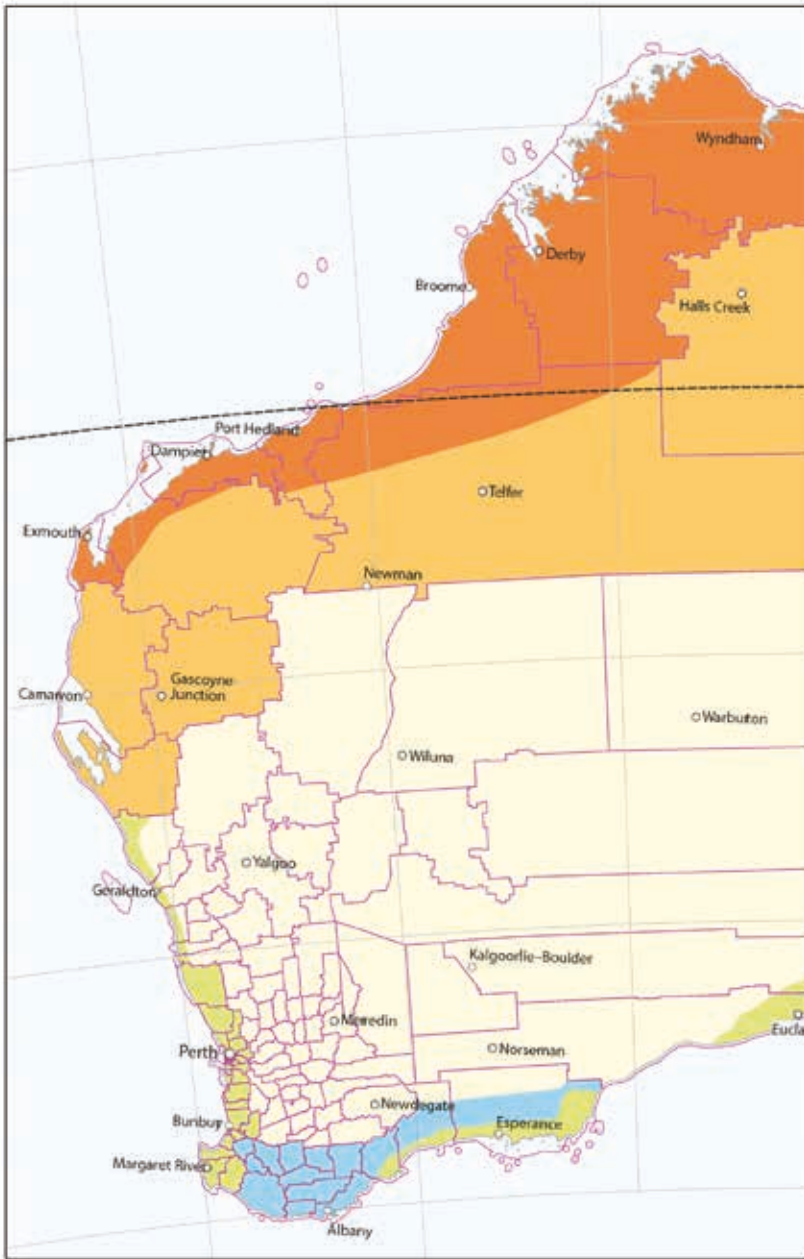 Wyndham
Derby
Broome
Halls Creek
Port Hedland
Dampier
Telfer
Exmouth
Newman
Gascoyne
Junction
Carnarvon
Warburton
Wiluna
Yalgoo
Geraldton
Kalgoorlie-Boulder
Merredin
Eucla
Perth
Norseman
Newdegate
Bunbury
Esperance
Margaret River
Albany